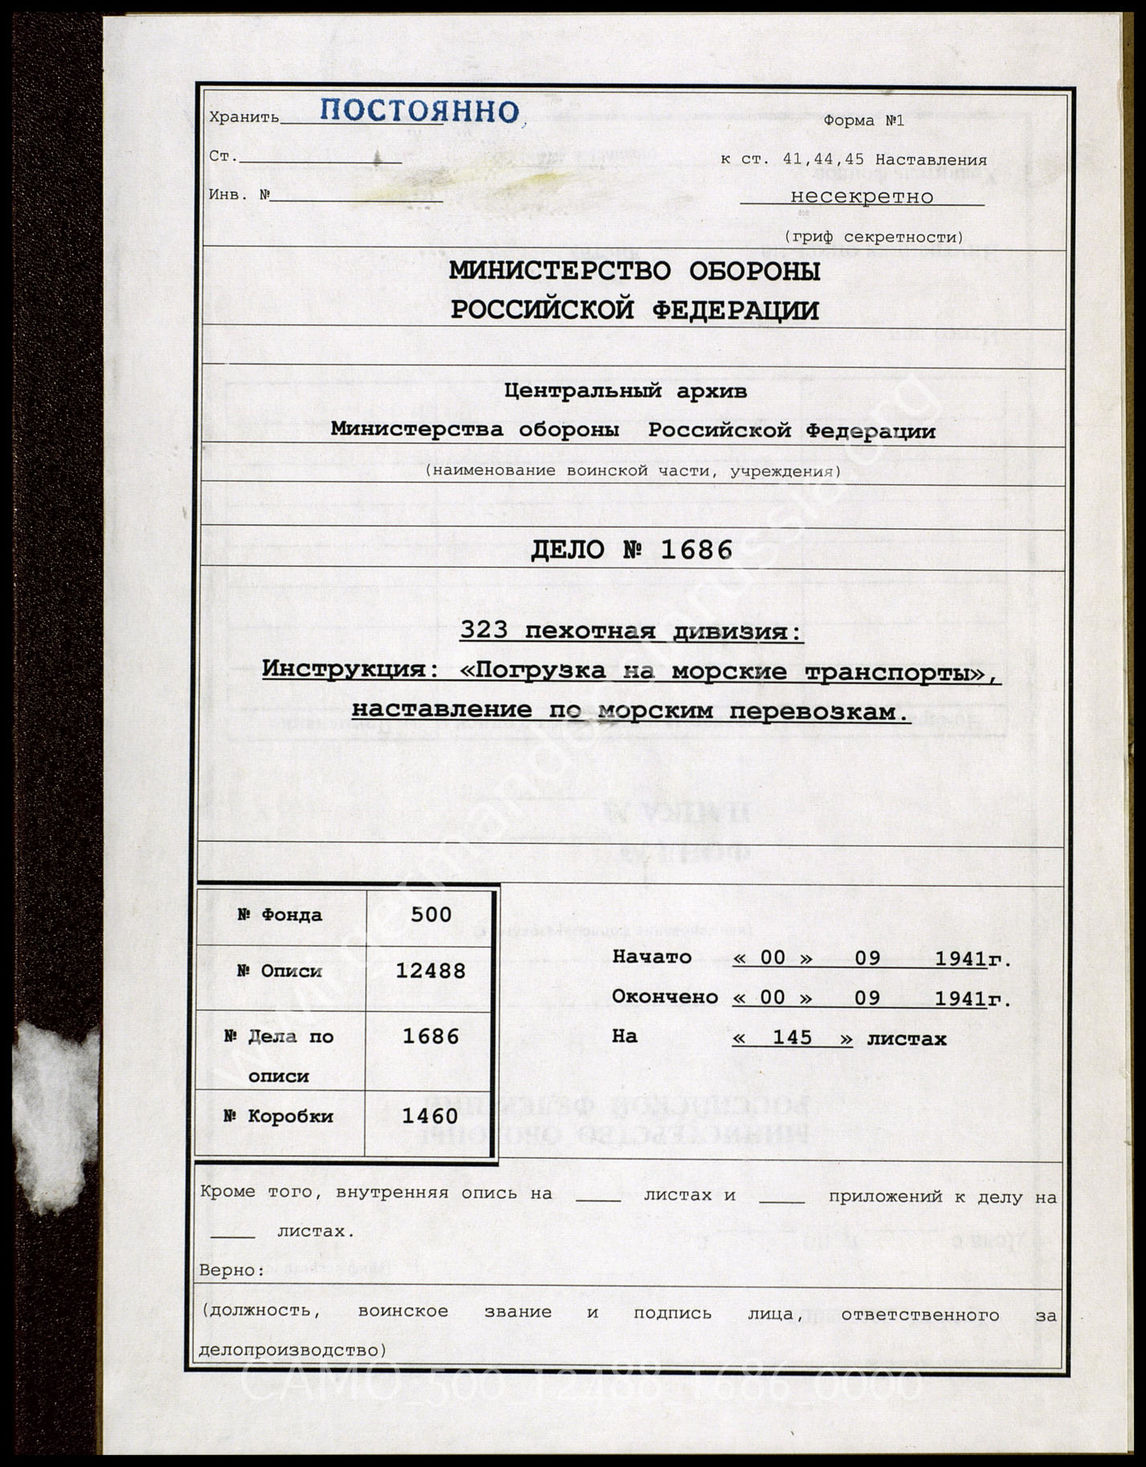 Хранить ПОСТОЯННО
Форма №1
Ст.
к ст. 41,44,45 Наставления
Инв. №
несекретно
(гриф секретности)
МИНИСТЕРСТВО ОБОРОНЫ
РОССИЙСКОЙ ФЕДЕРАЦИИ
Центральный архив
Министерства обороны Российской Федерации
(наименование воинской части, учреждения)
ДЕЛО № 1686
323 пехотная дивизия:
Инструкция: «Погрузка на морские транспорты»,
наставление по морским перевозкам.
№ Фонда 500
№ Описи 12488
№ Дела по описи 1686
№ Коробки 1460
Начато « 00 » 09 1941г.
Окончено « 00 » 09 1941г.
На « 145 » листах
Кроме того, внутренняя опись на ____ листах и ____ приложений к делу на
____ листах.
Верно:
(должность, воинское звание и подпись лица, ответственного за
делопроизводство)
CAMO_500_12488_1686_0000